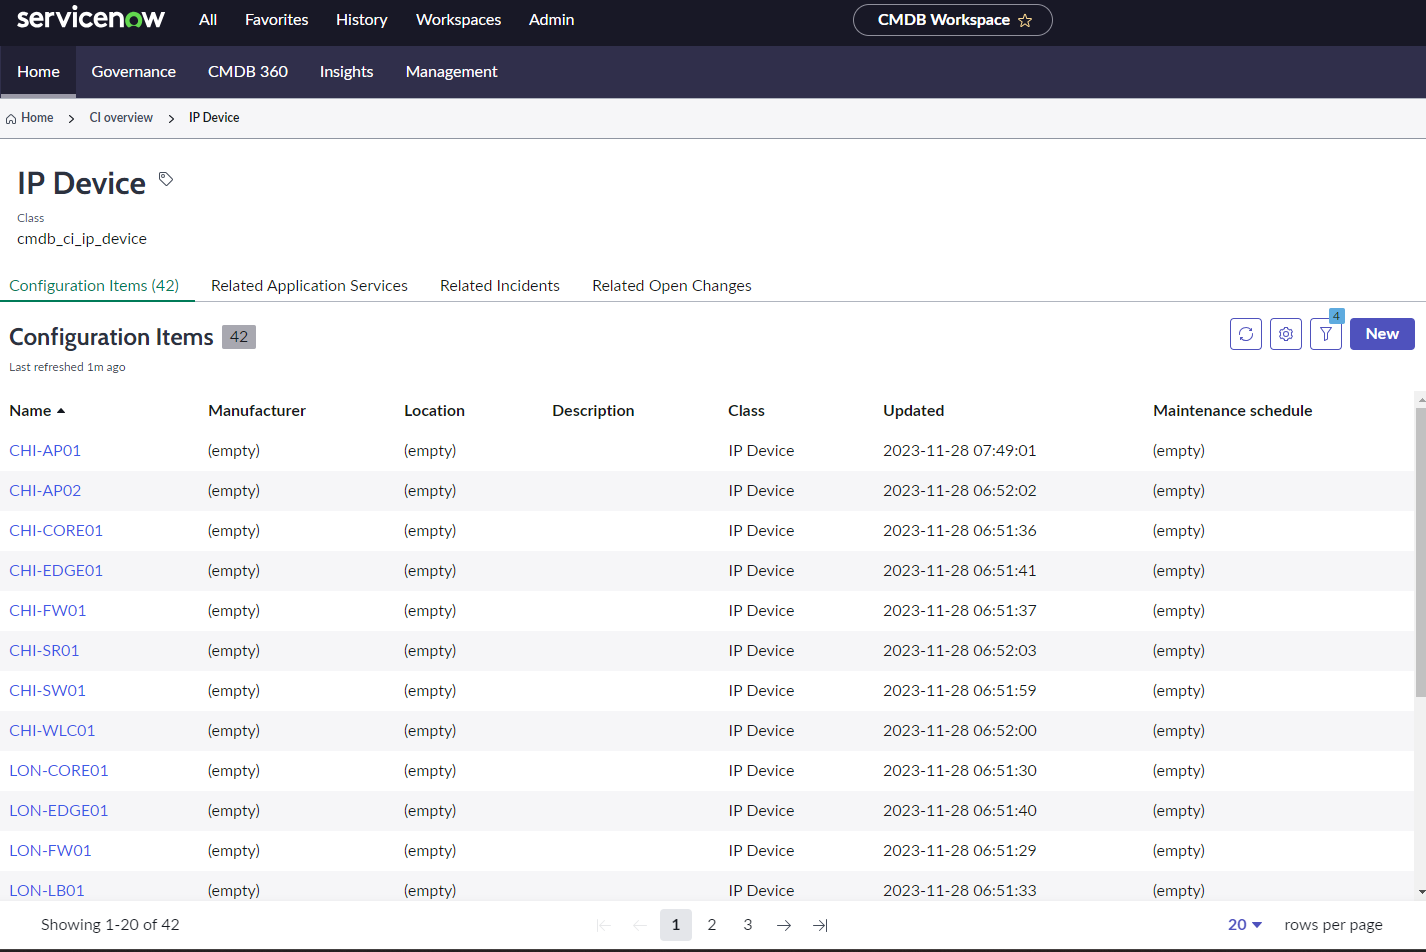 servicenow All Favorites History Workspaces Admin CMDB Workspace
Home Governance CMDB 360 Insights Management
Home CI overview IP Device
IP Device
Class
cmdb_ci_ip_device
Configuration Items (42) Related Application Services Related Incidents Related Open Changes
Configuration Items 42 4 New
Last refreshed 1m ago
Name Manufacturer Location Description Class Updated Maintenance schedule
CHI-AP01 (empty) (empty) IP Device 2023-11-28 07:49:01 (empty)
CHI-AP02 (empty) (empty) IP Device 2023-11-28 06:52:02 (empty)
CHI-CORE01 (empty) (empty) IP Device 2023-11-28 06:51:36 (empty)
CHI-EDGE01 (empty) (empty) IP Device 2023-11-28 06:51:41 (empty)
CHI-FW01 (empty) (empty) IP Device 2023-11-28 06:51:37 (empty)
CHI-SR01 (empty) (empty) IP Device 2023-11-28 06:52:03 (empty)
CHI-SW01 (empty) (empty) IP Device 2023-11-28 06:51:59 (empty)
CHI-WLC01 (empty) (empty) IP Device 2023-11-28 06:52:00 (empty)
LON-CORE01 (empty) (empty) IP Device 2023-11-28 06:51:30 (empty)
LON-EDGE01 (empty) (empty) IP Device 2023-11-28 06:51:40 (empty)
LON-FW01 (empty) (empty) IP Device 2023-11-28 06:51:29 (empty)
LON-LB01 (empty) (empty) IP Device 2023-11-28 06:51:33 (empty)
Showing 1-20 of 42 1 2 3 20 rows per page